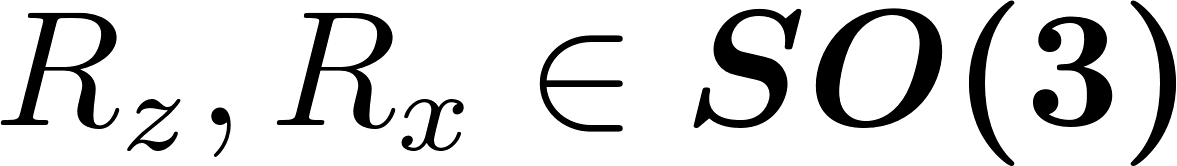 R_z, R_x ∈ SO(3)